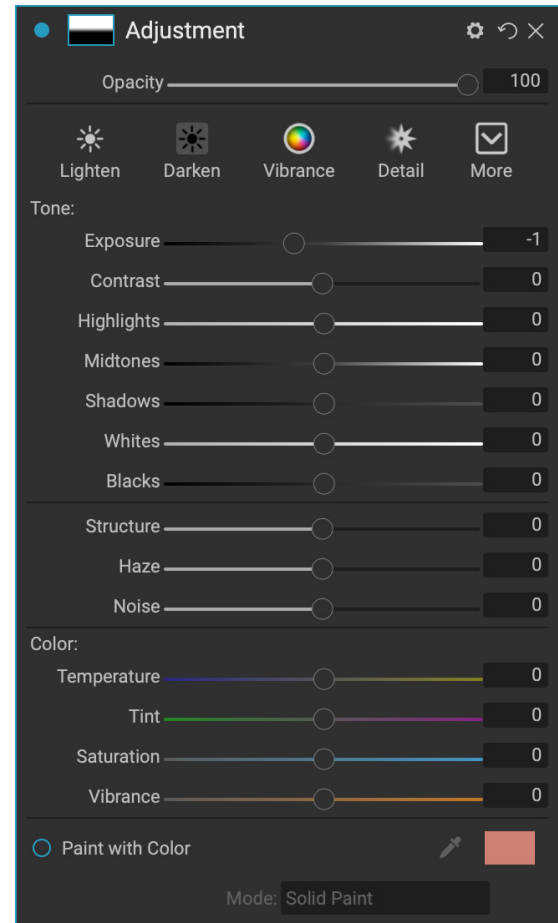 Adjustment
Opacity 100
Lighten Darken Vibrance Detail More
Tone:
Exposure -1
Contrast 0
Highlights 0
Midtones 0
Shadows 0
Whites 0
Blacks 0
Structure 0
Haze 0
Noise 0
Color:
Temperature 0
Tint 0
Saturation 0
Vibrance 0
Paint with Color
Mode: Solid Paint